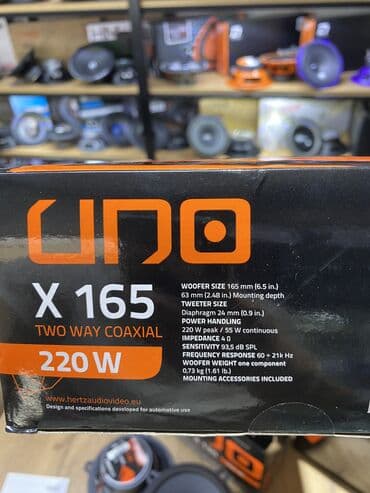 UNO
X 165
TWO WAY COAXIAL
220 W
www.hertzaudiovideo.eu
Design and specifications developed for automotive use
WOOFER SIZE 165 mm (6.5 in.)
63 mm (2.48 in.) Mounting depth
TWEETER SIZE
Diaphragm 24 mm (0.9 in.)
POWER HANDLING
220 W peak / 55 W continuous
IMPEDANCE 4 Ω
SENSITIVITY 93,5 dB SPL
FREQUENCY RESPONSE 60 ÷ 21k Hz
WOOFER WEIGHT one component
0,73 kg (1.61 lb.)
MOUNTING ACCESSORIES INCLUDED